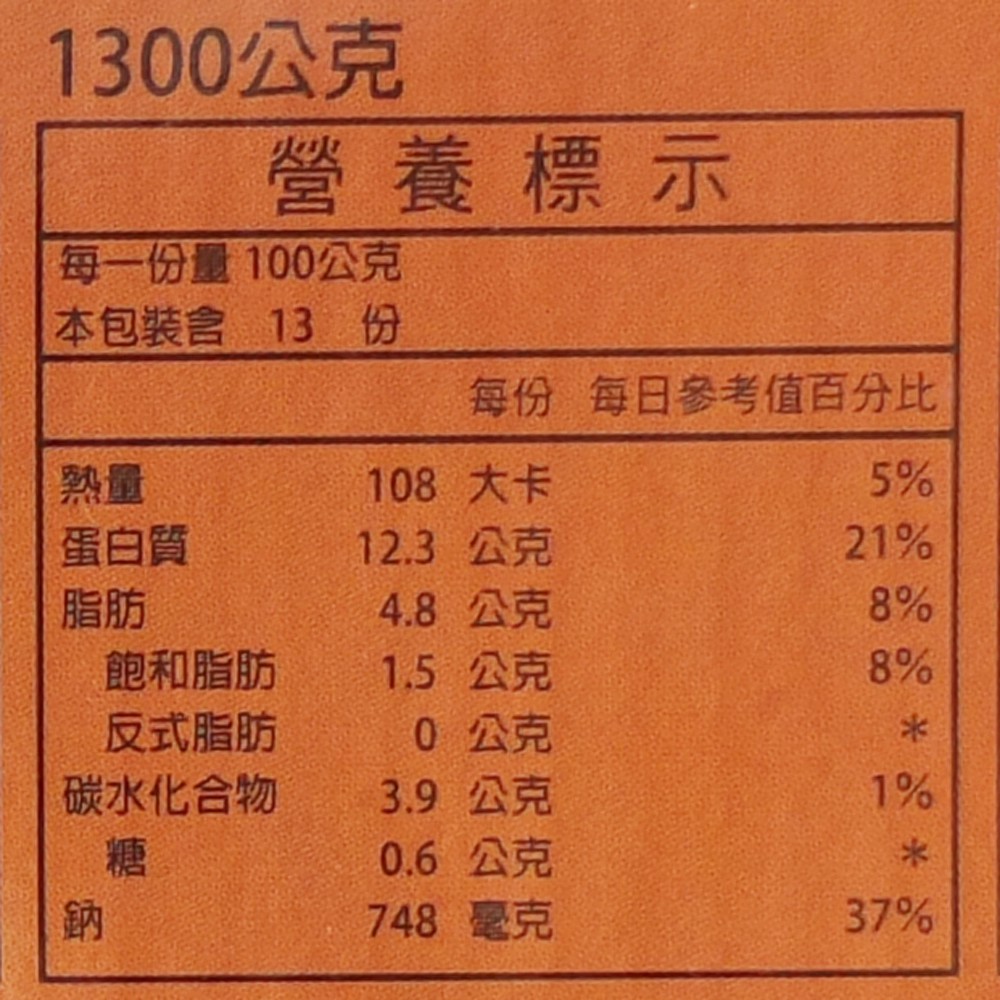 1300公克
營養標示
每一份量 100公克
本包裝含 13 份
每份 每日參考值百分比
熱量 108 大卡 5%
蛋白質 12.3 公克 21%
脂肪 4.8 公克 8%
飽和脂肪 1.5 公克 8%
反式脂肪 0 公克 *
碳水化合物 3.9 公克 1%
糖 0.6 公克 *
鈉 748 毫克 37%